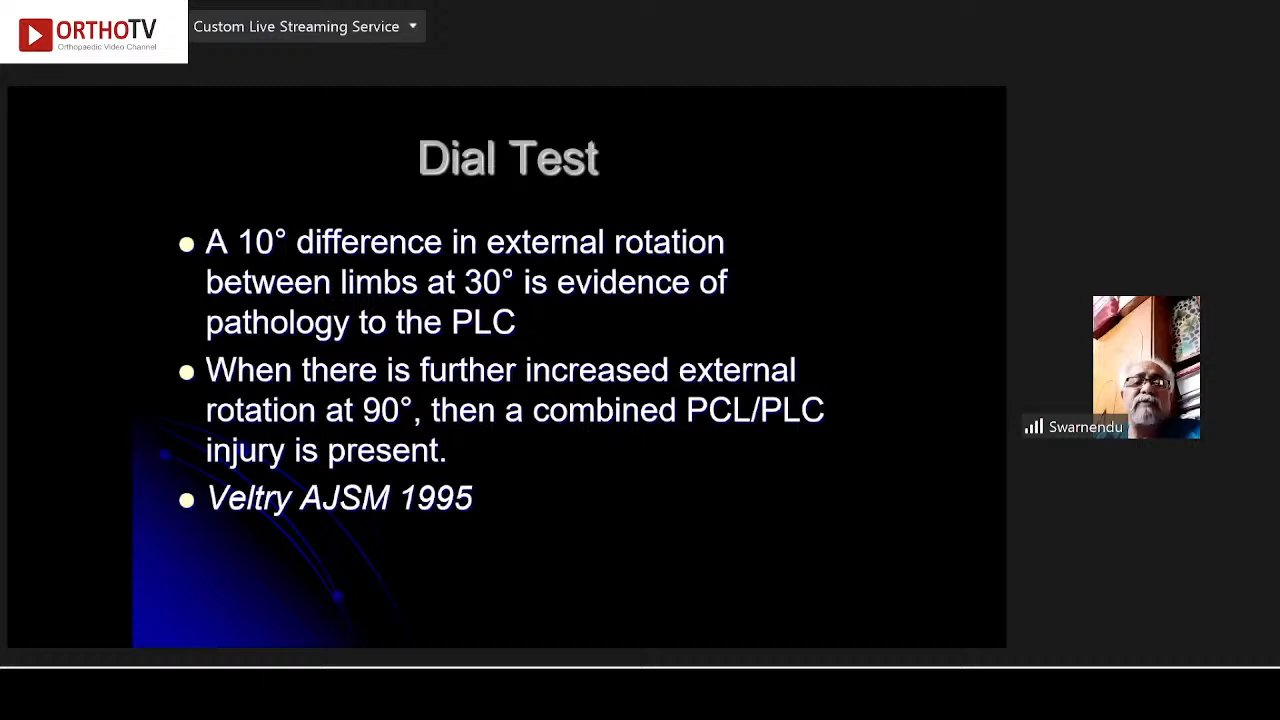 ORTHOTV
Orthopaedic Video Channel
Custom Live Streaming Service
Dial Test
A 10° difference in external rotation
between limbs at 30° is evidence of
pathology to the PLC
When there is further increased external
rotation at 90°, then a combined PCL/PLC
injury is present.
Veltry AJSM 1995
Swarnendu